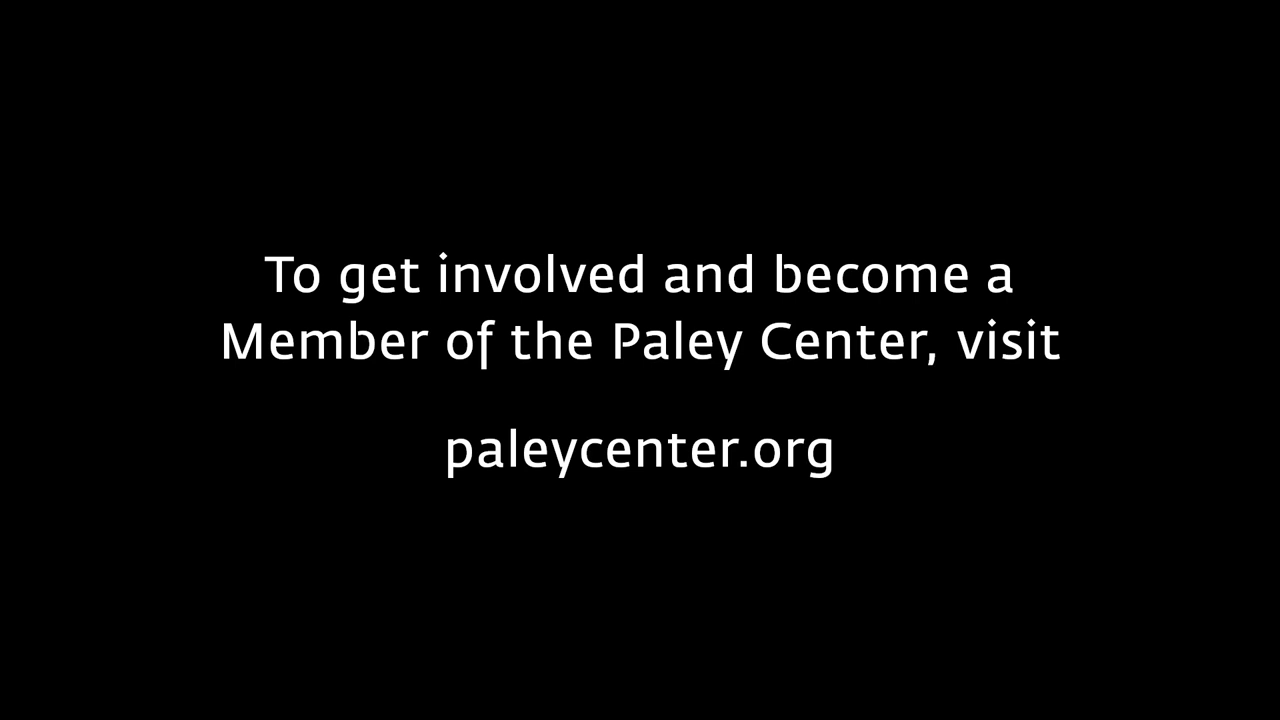 To get involved and become a
Member of the Paley Center, visit
paleycenter.org